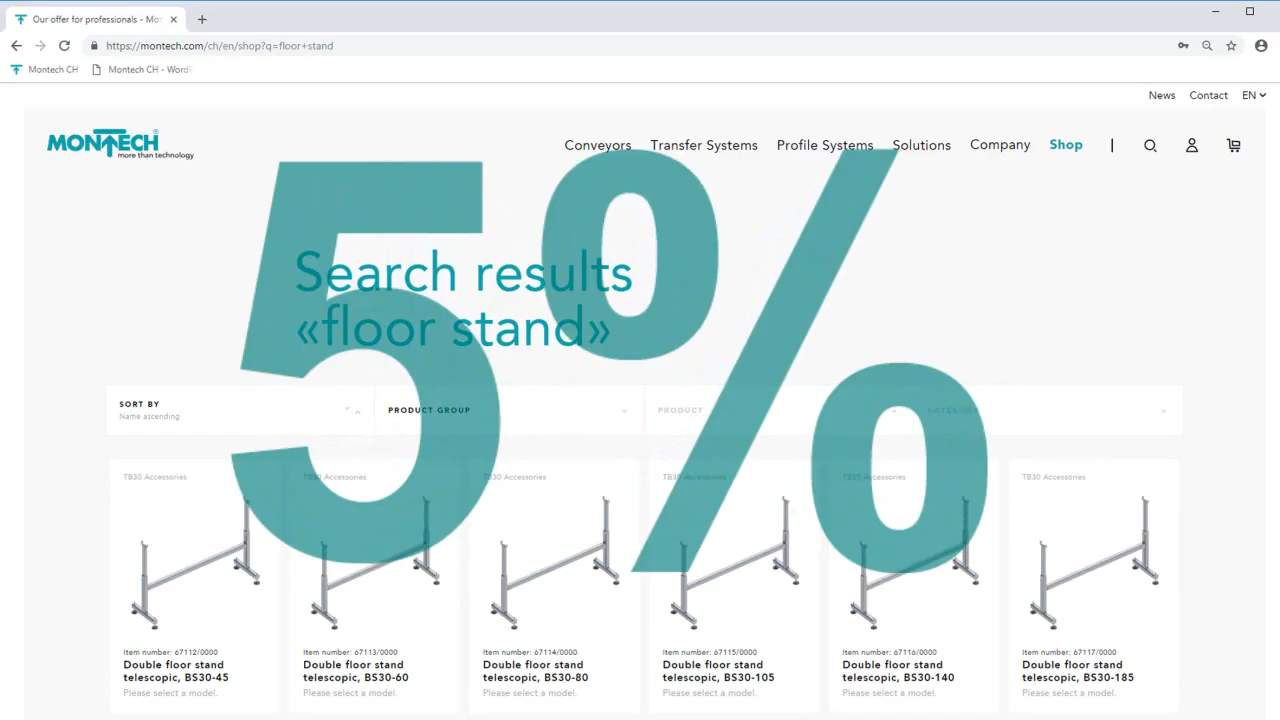 Our offer for professionals - Mo
https://montech.com/ch/en/shop?q=floor+stand
Montech CH
Montech CH - Word
News
Contact
EN
MONTECH
more than technology
Conveyors
Transfer Systems
Profile Systems
Solutions
Company
Shop
5%
Search results
«floor stand»
SORT BY
Name ascending
PRODUCT GROUP
PRODUCT
CATEGORY
TB30 Accessories
TB30 Accessories
TB30 Accessories
TB30 Accessories
TB30 Accessories
TB30 Accessories
Item number: 67112/0000
Double floor stand
telescopic, BS30-45
Please select a model.
Item number: 67113/0000
Double floor stand
telescopic, BS30-60
Please select a model.
Item number: 67114/0000
Double floor stand
telescopic, BS30-80
Please select a model.
Item number: 67115/0000
Double floor stand
telescopic, BS30-105
Please select a model.
Item number: 67116/0000
Double floor stand
telescopic, BS30-140
Please select a model.
Item number: 67117/0000
Double floor stand
telescopic, BS30-185
Please select a model.